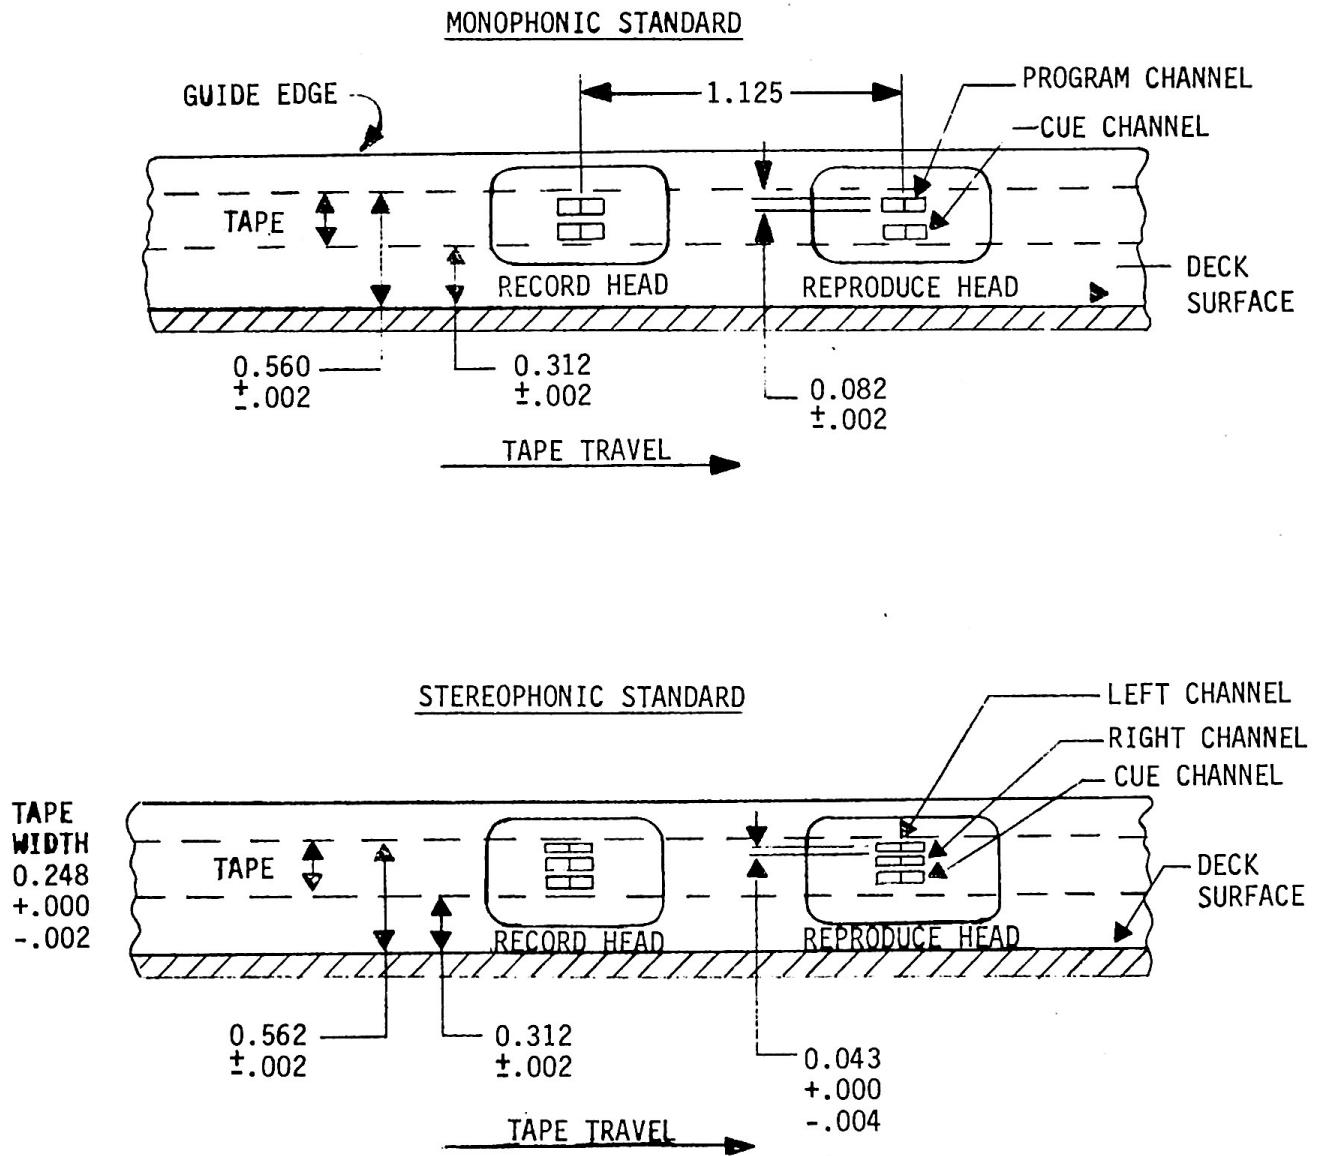 MONOPHONIC STANDARD
GUIDE EDGE
1.125
PROGRAM CHANNEL
CUE CHANNEL
TAPE
RECORD HEAD
REPRODUCE HEAD
DECK
SURFACE
0.560
±.002
0.312
±.002
0.082
±.002
TAPE TRAVEL
STEREOPHONIC STANDARD
LEFT CHANNEL
RIGHT CHANNEL
CUE CHANNEL
TAPE
WIDTH
0.248
+.000
-.002
TAPE
RECORD HEAD
REPRODUCE HEAD
DECK
SURFACE
0.562
±.002
0.312
±.002
0.043
+.000
-.004
TAPE TRAVEL